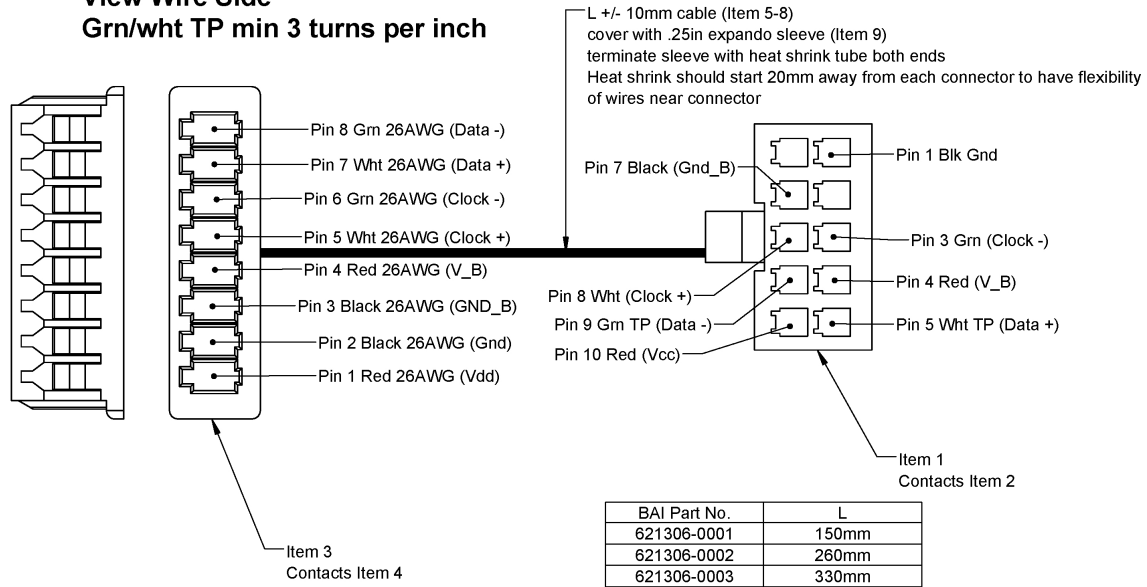 View Wire Side
Grn/wht TP min 3 turns per inch
L +/- 10mm cable (Item 5-8)
cover with .25in expando sleeve (Item 9)
terminate sleeve with heat shrink tube both ends
Heat shrink should start 20mm away from each connector to have flexibility
of wires near connector
Pin 8 Grn 26AWG (Data -)
Pin 7 Wht 26AWG (Data +)
Pin 6 Grn 26AWG (Clock -)
Pin 5 Wht 26AWG (Clock +)
Pin 4 Red 26AWG (V_B)
Pin 3 Black 26AWG (GND_B)
Pin 2 Black 26AWG (Gnd)
Pin 1 Red 26AWG (Vdd)
Pin 7 Black (Gnd_B)
Pin 8 Wht (Clock +)
Pin 9 Grn TP (Data -)
Pin 10 Red (Vcc)
Pin 1 Blk Gnd
Pin 3 Grn (Clock -)
Pin 4 Red (V_B)
Pin 5 Wht TP (Data +)
Item 1
Contacts Item 2
Item 3
Contacts Item 4
BAI Part No. L
621306-0001 150mm
621306-0002 260mm
621306-0003 330mm